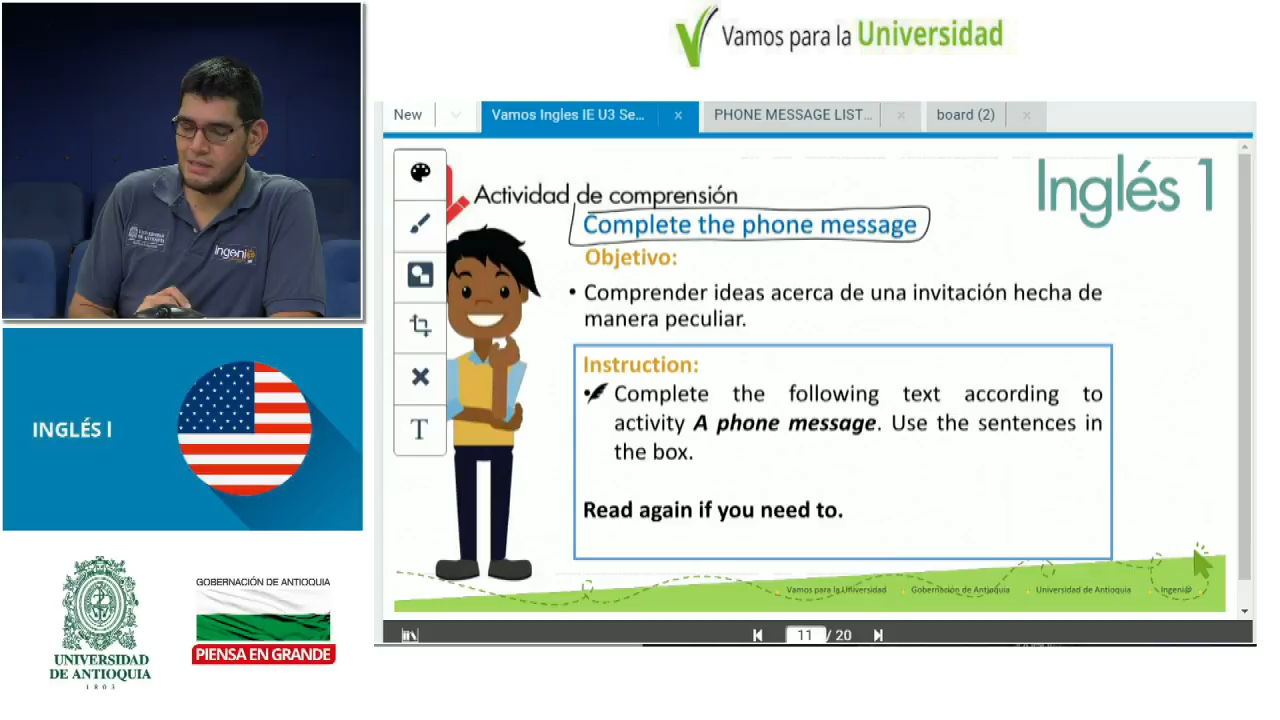 Vamos para la Universidad
New
Vamos Ingles IE U3 Se...
PHONE MESSAGE LIST...
board (2)
Actividad de comprensión
Inglés 1
Complete the phone message
Objetivo:
• Comprender ideas acerca de una invitación hecha de
manera peculiar.
Instruction:
Complete the following text according to
activity A phone message. Use the sentences in
the box.
Read again if you need to.
Vamos para la Universidad
Gobernación de Antioquia
Universidad de Antioquia
Ingeni@
11 / 20
T
INGLÉS I
UNIVERSIDAD
DE ANTIOQUIA
1803
GOBERNACIÓN DE ANTIOQUIA
PIENSA EN GRANDE
ingeni@